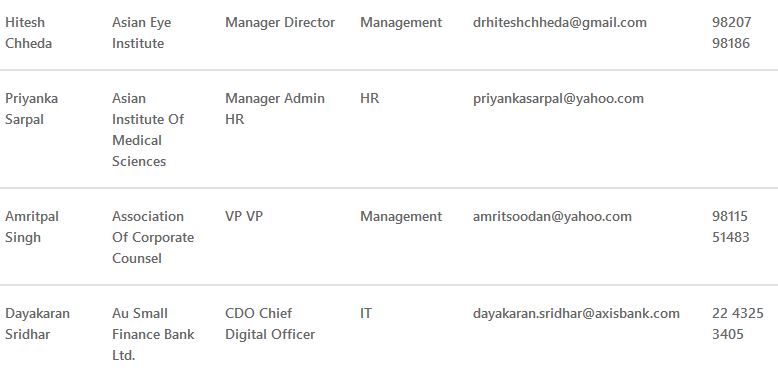 Hitesh Asian Eye Manager Director Management drhiteshchheda@gmail.com 98207
Chheda Institute 98186
Priyanka Asian Manager Admin HR priyankasarpal@yahoo.com
Sarpal Institute Of HR
Medical
Sciences
Amritpal Association VP VP Management amritsoodan@yahoo.com 98115
Singh Of Corporate 51483
Counsel
Dayakaran Au Small CDO Chief IT dayakaran.sridhar@axisbank.com 22 4325
Sridhar Finance Bank Digital Officer 3405
Ltd.